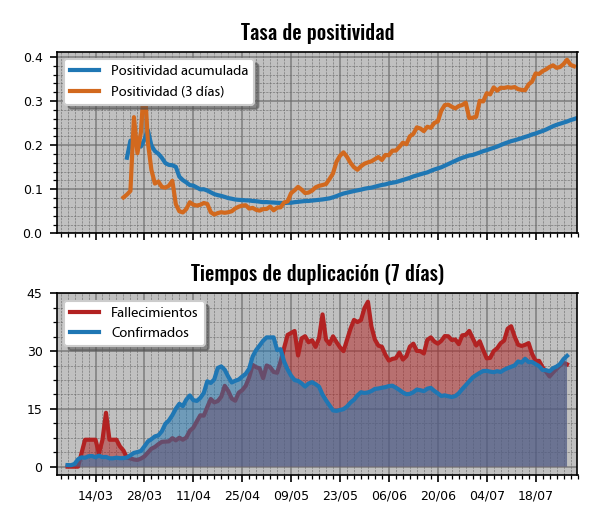 Tasa de positividad
0.4
0.3
0.2
0.1
0.0
Positividad acumulada
Positividad (3 días)
Tiempos de duplicación (7 días)
45
30
15
0
Fallecimientos
Confirmados
14/03 28/03 11/04 25/04 09/05 23/05 06/06 20/06 04/07 18/07